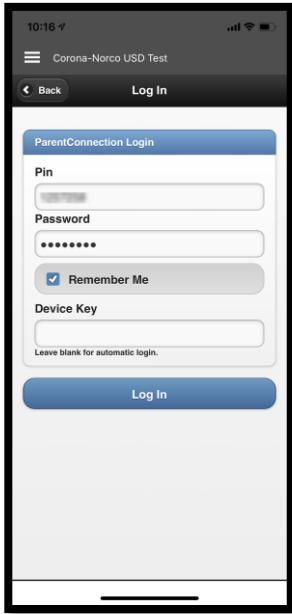 10:16
Corona-Norco USD Test
Back
Log In
ParentConnection Login
Pin
Password
••••••••
Remember Me
Device Key
Leave blank for automatic login.
Log In